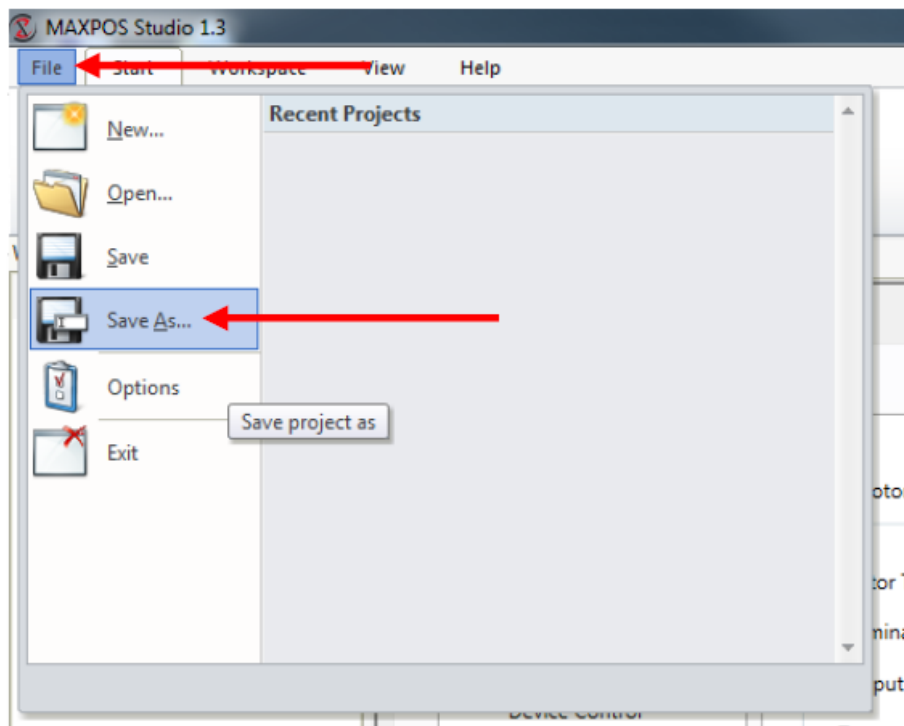 MAXPOS Studio 1.3
File Start Workspace View Help
Recent Projects
New...
Open...
Save
Save As...
Options
Save project as
Exit
Device Control